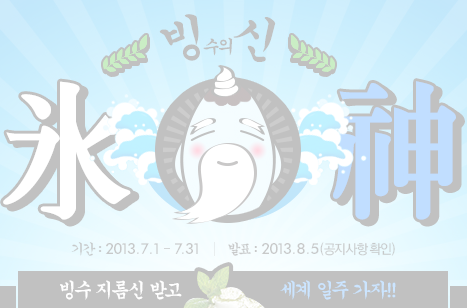 빙수의신
氷神
기간 : 2013.7.1 - 7.31 | 발표 : 2013.8.5 (공지사항 확인)
빙수 지름신 받고 세계 일주 가자!!